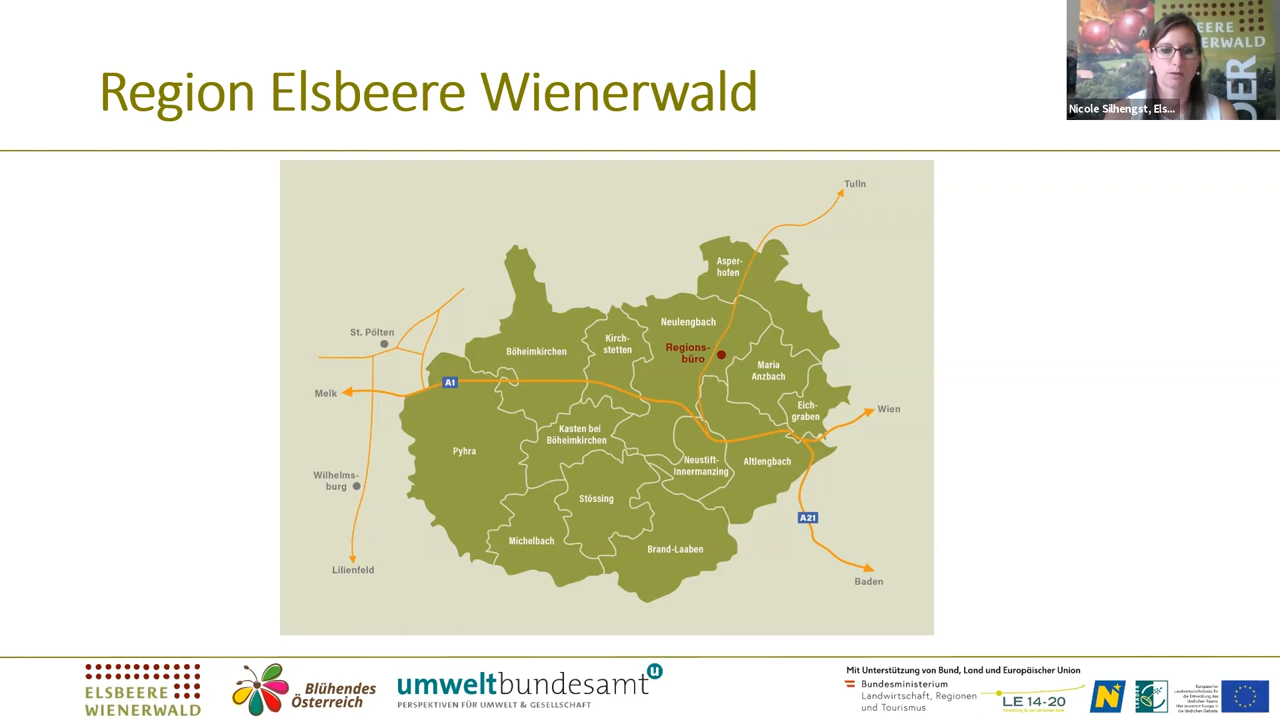 Region Elsbeere Wienerwald
EERE
ERWALD
DER
Nicole Silhengst, Els...
Tulln
Asper-
hofen
St. Pölten
Neulengbach
Kirch-
stetten
Böheimkirchen
Regions-
büro
Maria
Anzbach
A1
Melk
Eich-
graben
Wien
Kasten bei
Böheimkirchen
Pyhra
Neustift-
Innermanzing
Altlengbach
Wilhelms-
burg
Stössing
A21
Michelbach
Brand-Laaben
Lilienfeld
Baden
ELSBEERE
WIENERWALD
Blühendes
Österreich
umweltbundesamt
u
PERSPEKTIVEN FÜR UMWELT & GESELLSCHAFT
Mit Unterstützung von Bund, Land und Europäischer Union
Bundesministerium
Landwirtschaft, Regionen
und Tourismus
LE 14-20
N